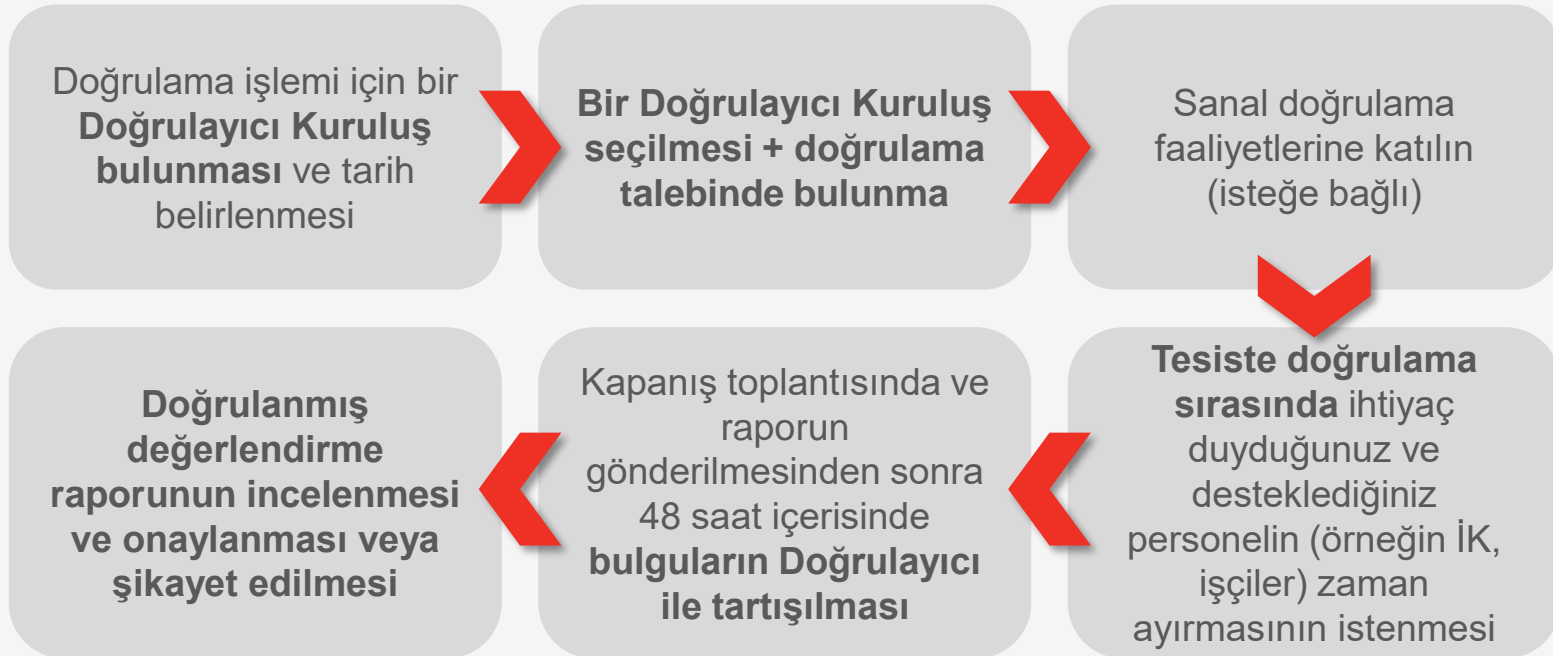 Doğrulama işlemi için bir
Doğrulayıcı Kuruluş
bulunması ve tarih
belirlenmesi
Bir Doğrulayıcı Kuruluş
seçilmesi + doğrulama
talebinde bulunma
Sanal doğrulama
faaliyetlerine katılın
(isteğe bağlı)
Tesiste doğrulama
sırasında ihtiyaç
duyduğunuz ve
desteklediğiniz
personelin (örneğin İK,
işçiler) zaman
ayırmasının istenmesi
Kapanış toplantısında ve
raporun
gönderilmesinden sonra
48 saat içerisinde
bulguların Doğrulayıcı
ile tartışılması
Doğrulanmış
değerlendirme
raporunun incelenmesi
ve onaylanması veya
şikayet edilmesi